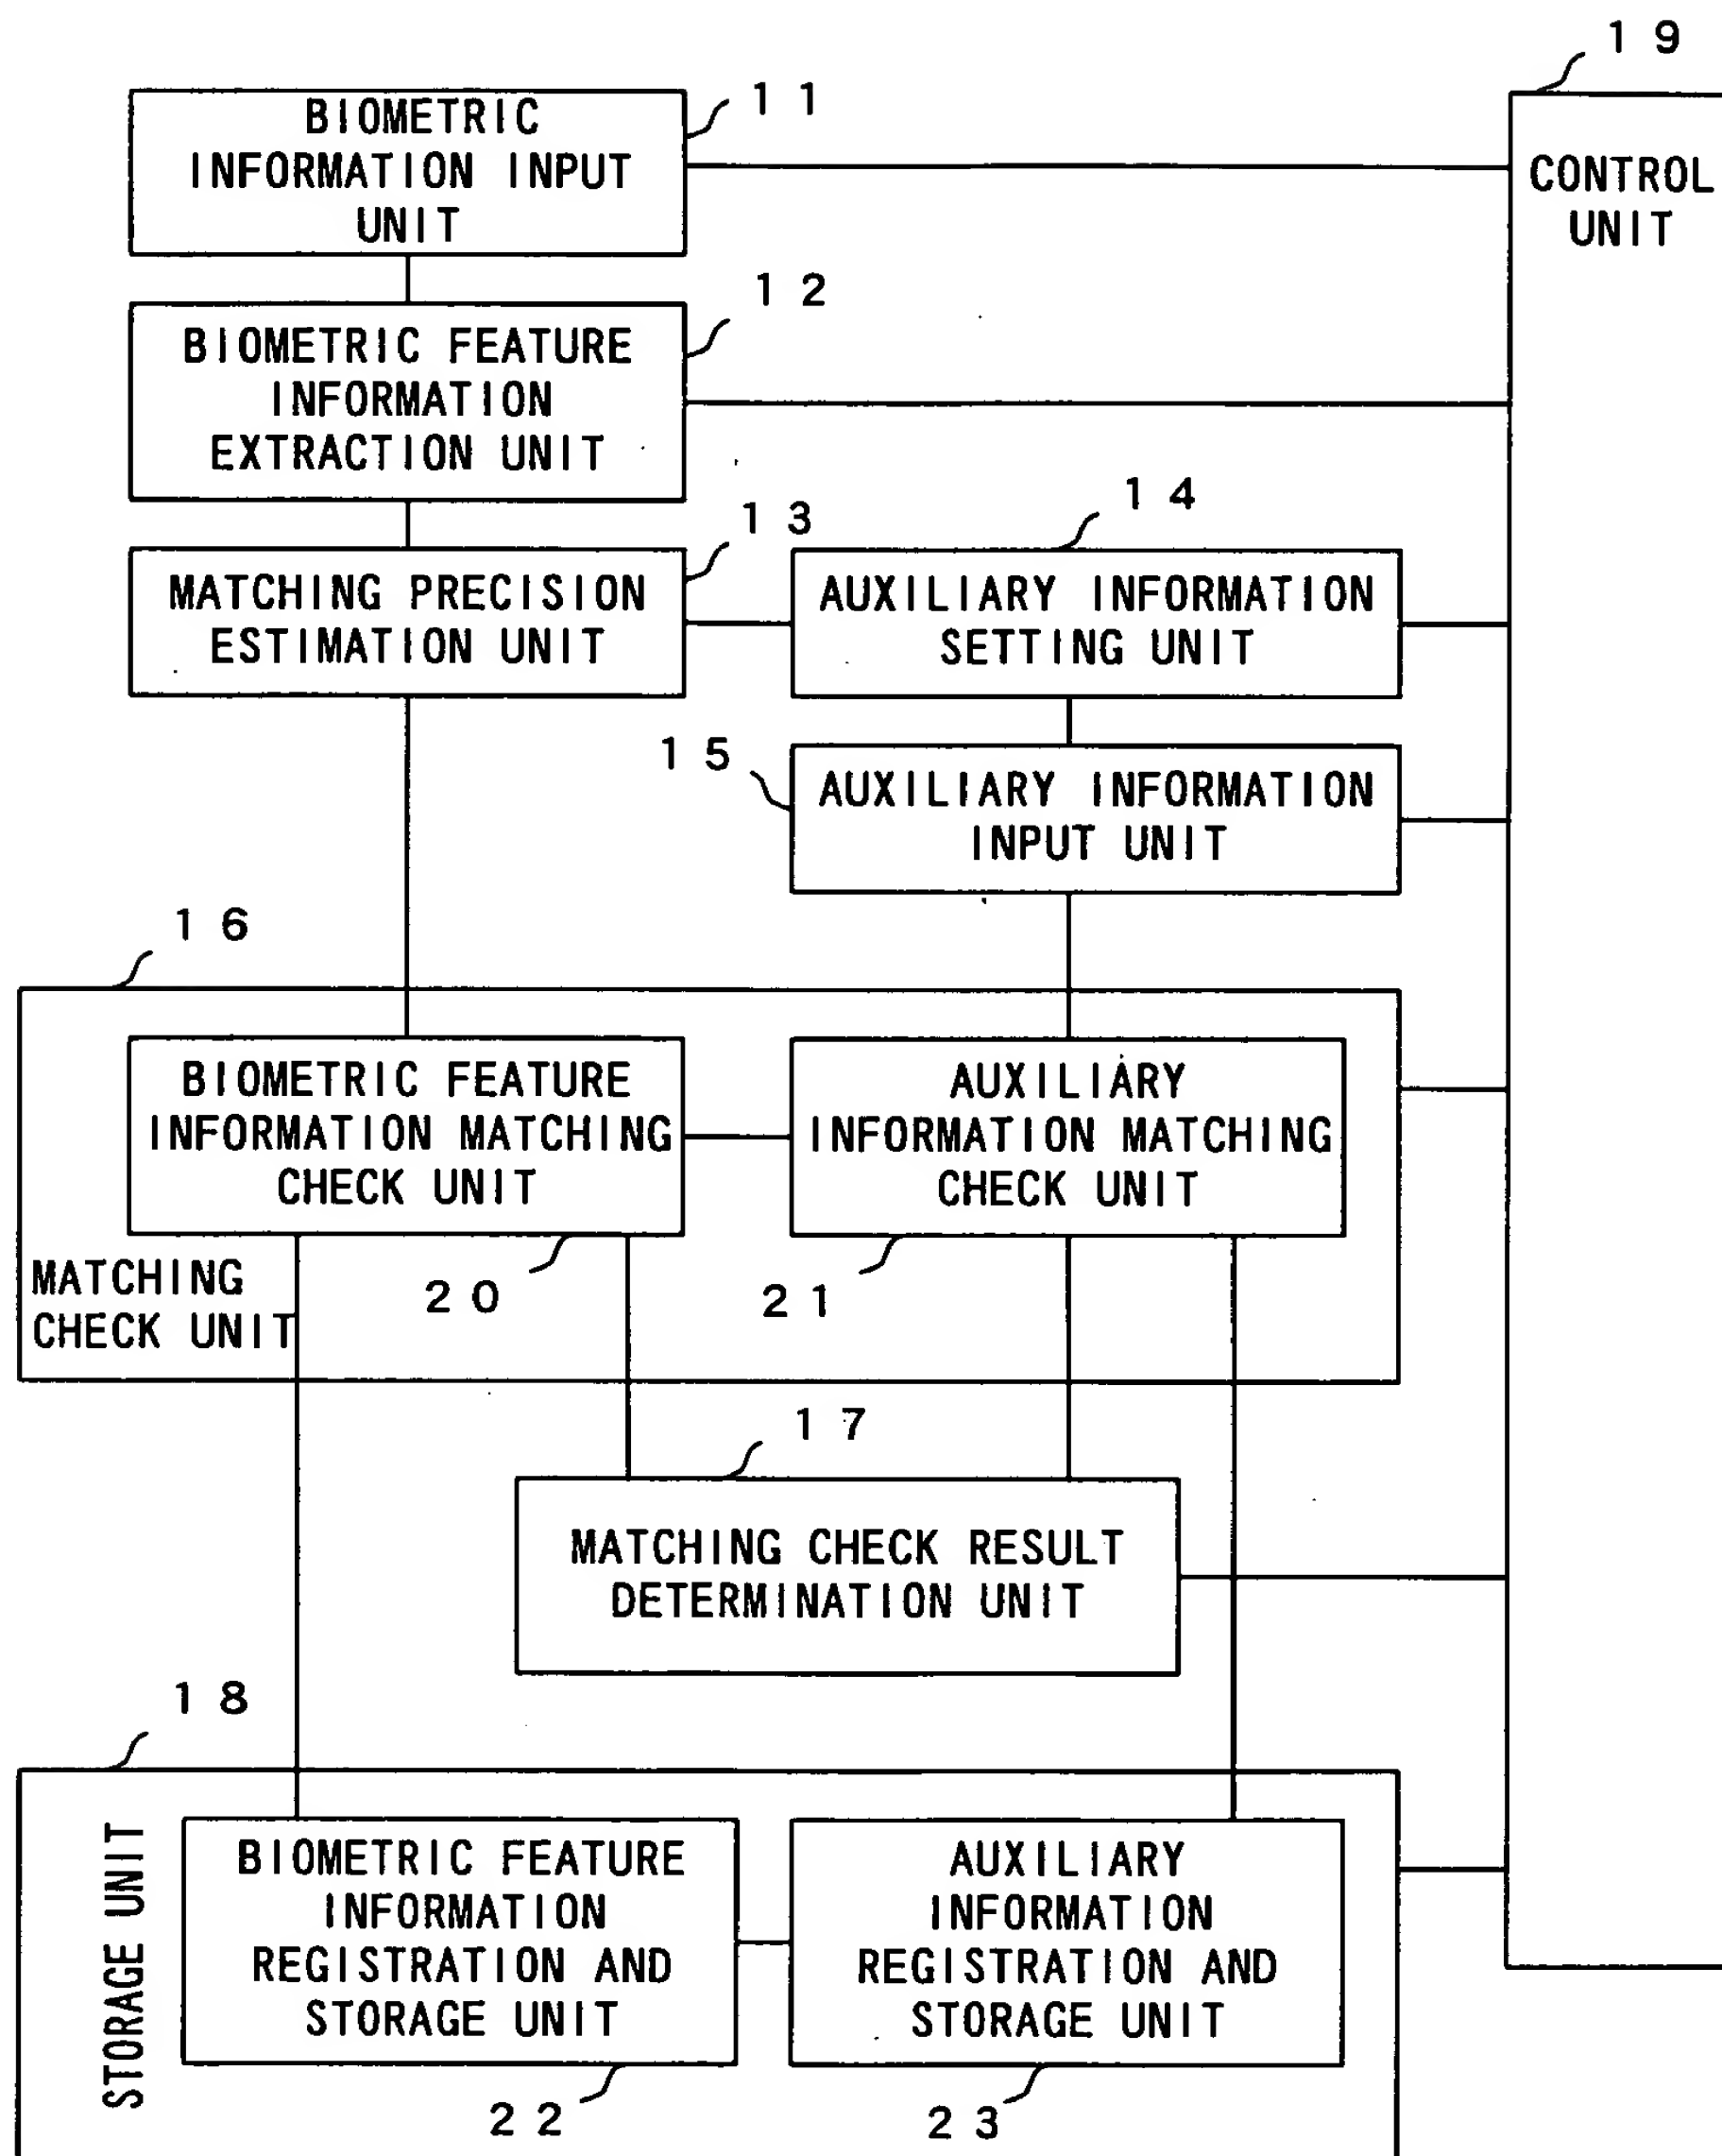 19
11
BIOMETRIC
INFORMATION INPUT
UNIT
CONTROL
UNIT
12
BIOMETRIC FEATURE
INFORMATION
EXTRACTION UNIT
13
MATCHING PRECISION
ESTIMATION UNIT
14
AUXILIARY INFORMATION
SETTING UNIT
15
AUXILIARY INFORMATION
INPUT UNIT
16
BIOMETRIC FEATURE
INFORMATION MATCHING
CHECK UNIT
AUXILIARY
INFORMATION MATCHING
CHECK UNIT
MATCHING
CHECK UNIT
20
21
17
MATCHING CHECK RESULT
DETERMINATION UNIT
18
STORAGE UNIT
BIOMETRIC FEATURE
INFORMATION
REGISTRATION AND
STORAGE UNIT
AUXILIARY
INFORMATION
REGISTRATION AND
STORAGE UNIT
22
23